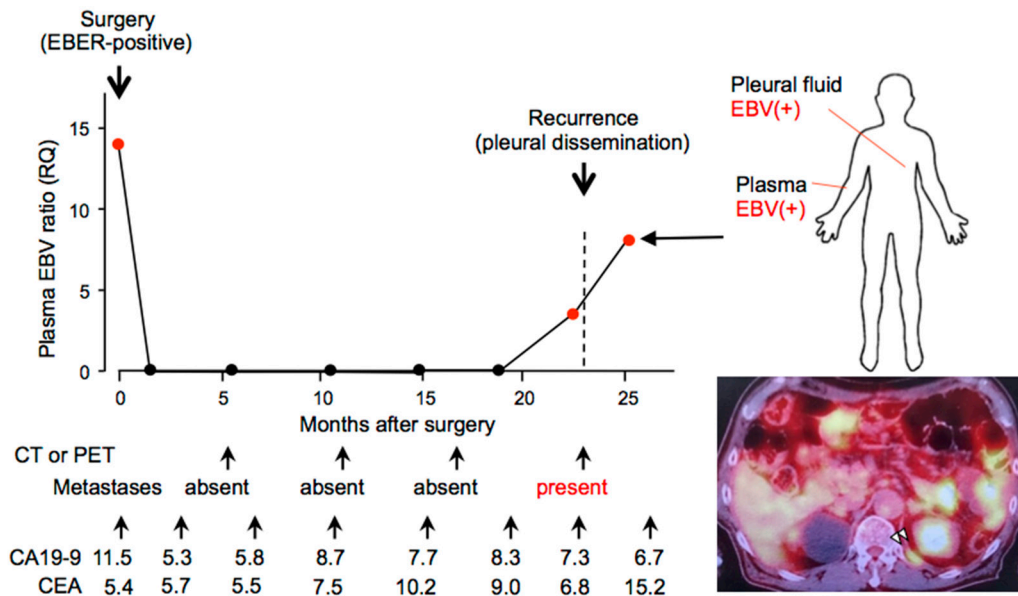 Surgery
(EBER-positive)
Plasma EBV ratio (RQ)
15
10
5
0
0 5 10 15 20 25
Months after surgery
Recurrence
(pleural dissemination)
Pleural fluid
EBV(+)
Plasma
EBV(+)
CT or PET
Metastases absent absent absent present
CA19-9 11.5 5.3 5.8 8.7 7.7 8.3 7.3 6.7
CEA 5.4 5.7 5.5 7.5 10.2 9.0 6.8 15.2